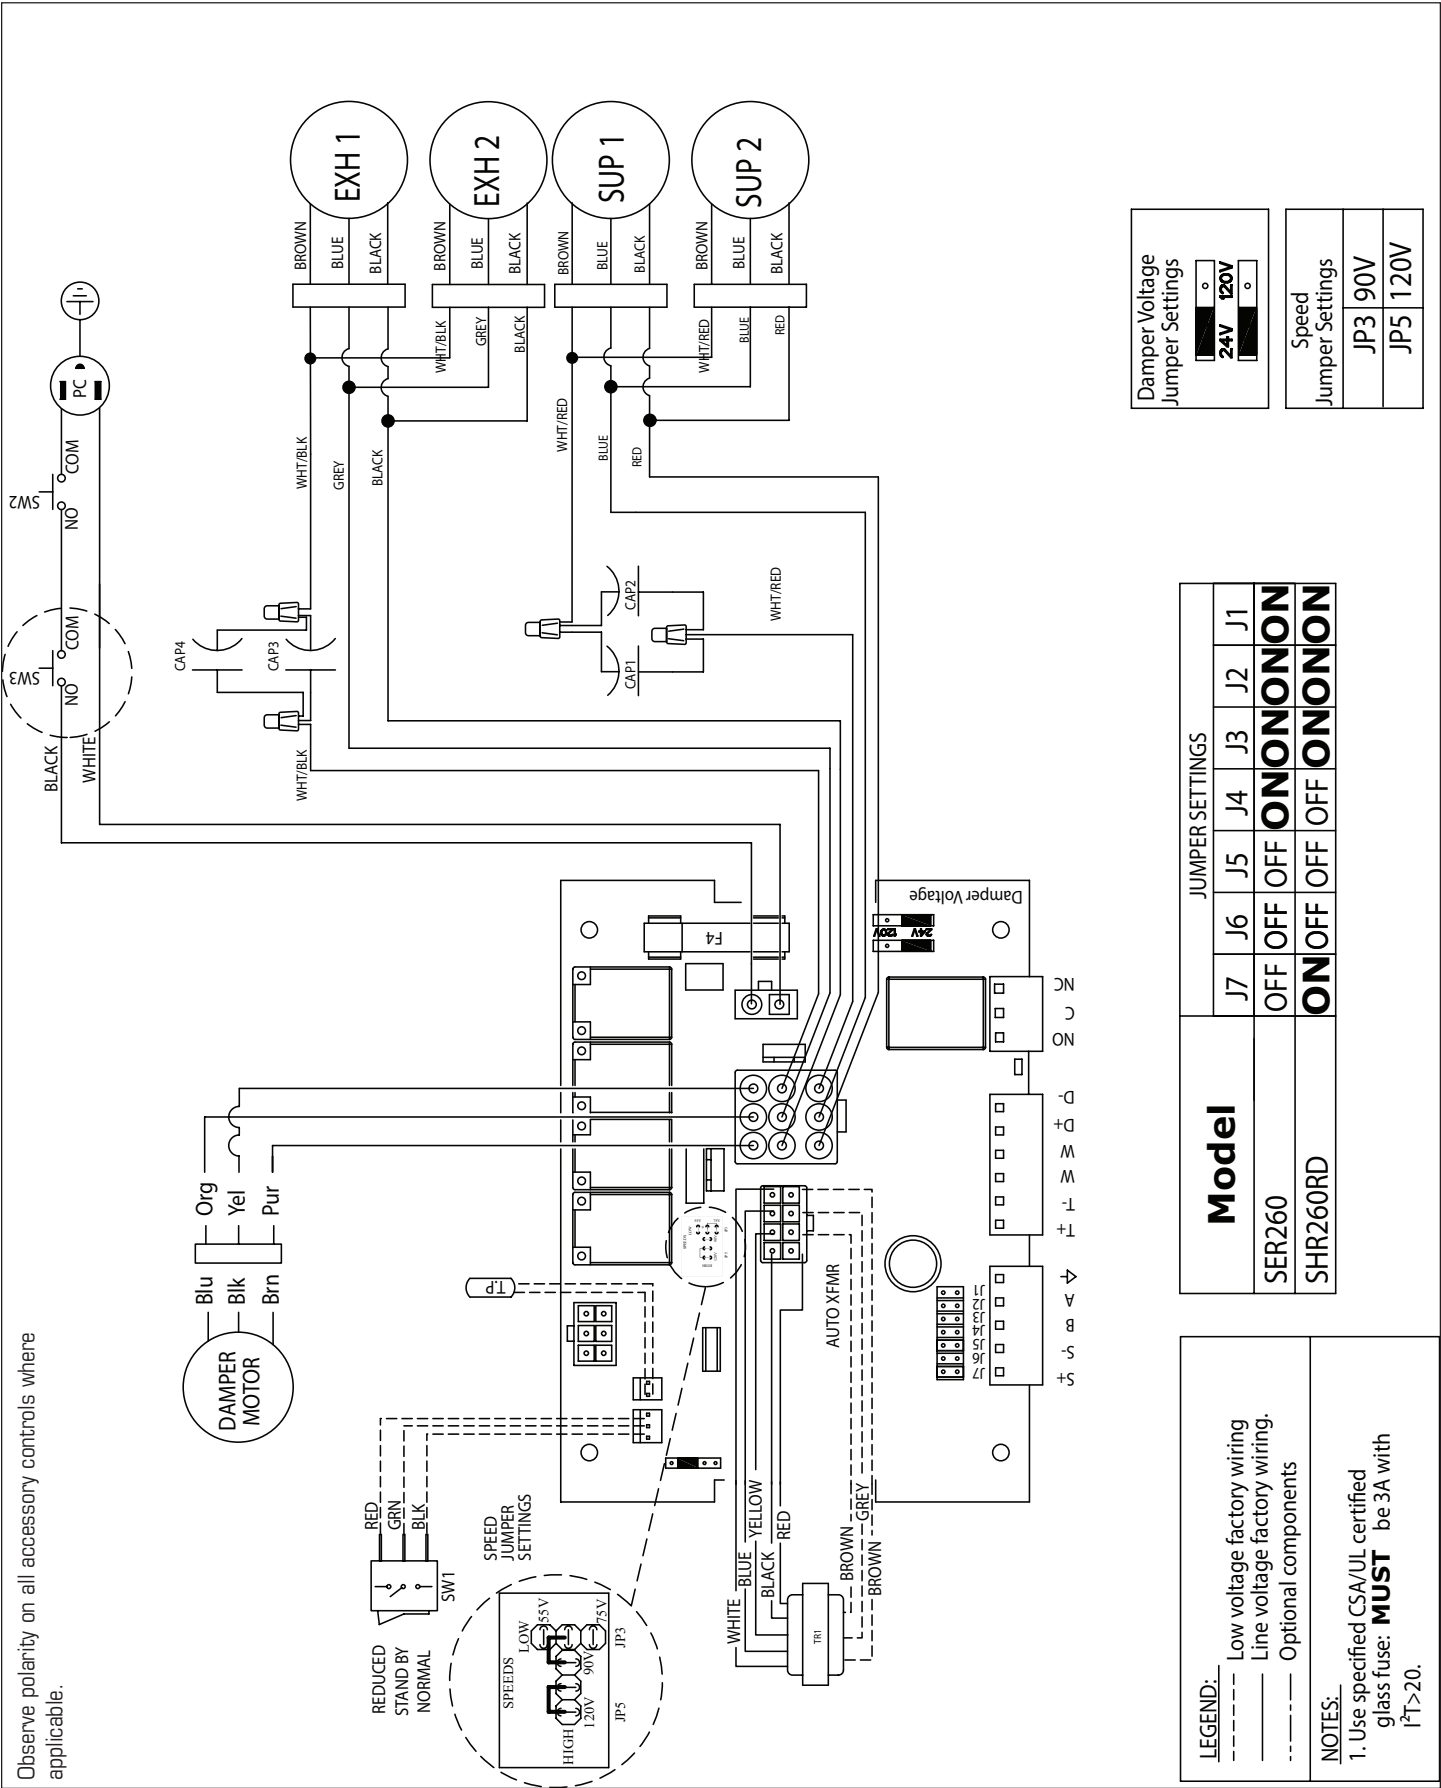 Observe polarity on all accessory controls where
applicable.
DAMPER
MOTOR
Blu
Blk
Brn
Org
Yel
Pur
BLACK
WHITE
SW3
NO
COM
SW2
NO
COM
PC
CAP4
CAP3
WHT/BLK
WHT/BLK
GREY
BLACK
WHT/BLK
GREY
BLACK
BROWN
BLUE
BLACK
EXH 1
BROWN
BLUE
BLACK
EXH 2
BROWN
BLUE
BLACK
SUP 1
BROWN
BLUE
BLACK
SUP 2
WHT/RED
BLUE
RED
WHT/RED
BLUE
RED
CAP1
CAP2
WHT/RED
REDUCED
STAND BY
NORMAL
SW1
RED
GRN
BLK
T.P
SPEED
JUMPER
SETTINGS
SPEEDS
LOW
55V
75V
90V
JP3
HIGH
120V
JP5
WHITE
BLUE
YELLOW
BLACK
RED
TR1
BROWN
GREY
BROWN
AUTO XFMR
F4
120V
24V
Damper Voltage
J7
J6
J5
J4
J3
J2
J1
S+
S-
B
A
T+
T-
W
W
D+
D-
NO
C
NC
LEGEND:
Low voltage factory wiring
Line voltage factory wiring.
Optional components
NOTES:
1. Use specified CSA/UL certified
glass fuse: MUST be 3A with
I²T>20.
Model
JUMPER SETTINGS
J7 J6 J5 J4 J3 J2 J1
SER260 OFF OFF OFF ON ON ON ON
SHR260RD ON OFF OFF OFF ON ON ON
Damper Voltage
Jumper Settings
24V 120V
Speed
Jumper Settings
JP3 90V
JP5 120V